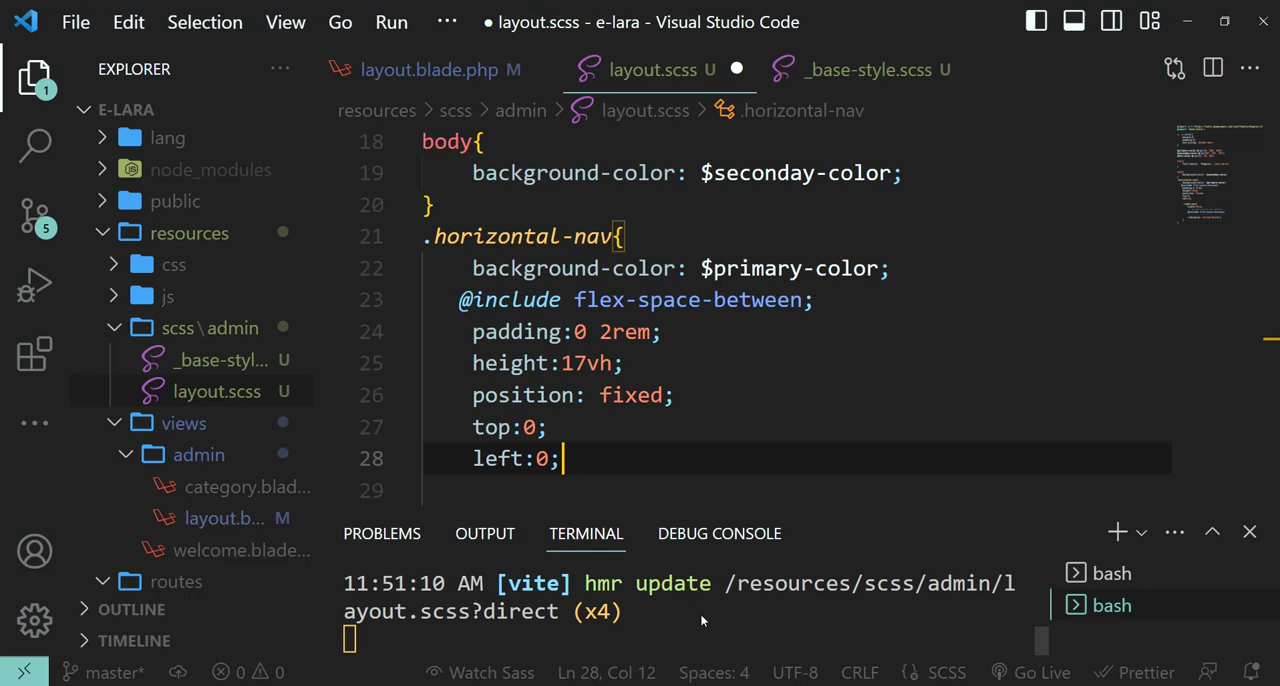 File Edit Selection View Go Run ··· ● layout.scss - e-lara - Visual Studio Code
EXPLORER ···
layout.blade.php M layout.scss U ● _base-style.scss U ···
E-LARA
resources > scss > admin > layout.scss > .horizontal-nav
lang
node_modules
public
resources
css
js
scss\admin
_base-styl... U
layout.scss U
views
admin
category.blad...
layout.b... M
welcome.blade...
routes
OUTLINE
TIMELINE
1
5
18 body{
19 background-color: $seconday-color;
20 }
21 .horizontal-nav{
22 background-color: $primary-color;
23 @include flex-space-between;
24 padding:0 2rem;
25 height:17vh;
26 position: fixed;
27 top:0;
28 left:0;
29
PROBLEMS OUTPUT TERMINAL DEBUG CONSOLE
11:51:10 AM [vite] hmr update /resources/scss/admin/l
ayout.scss?direct (x4)
bash
bash
master* 0 0 Watch Sass Ln 28, Col 12 Spaces: 4 UTF-8 CRLF {} SCSS Go Live Prettier